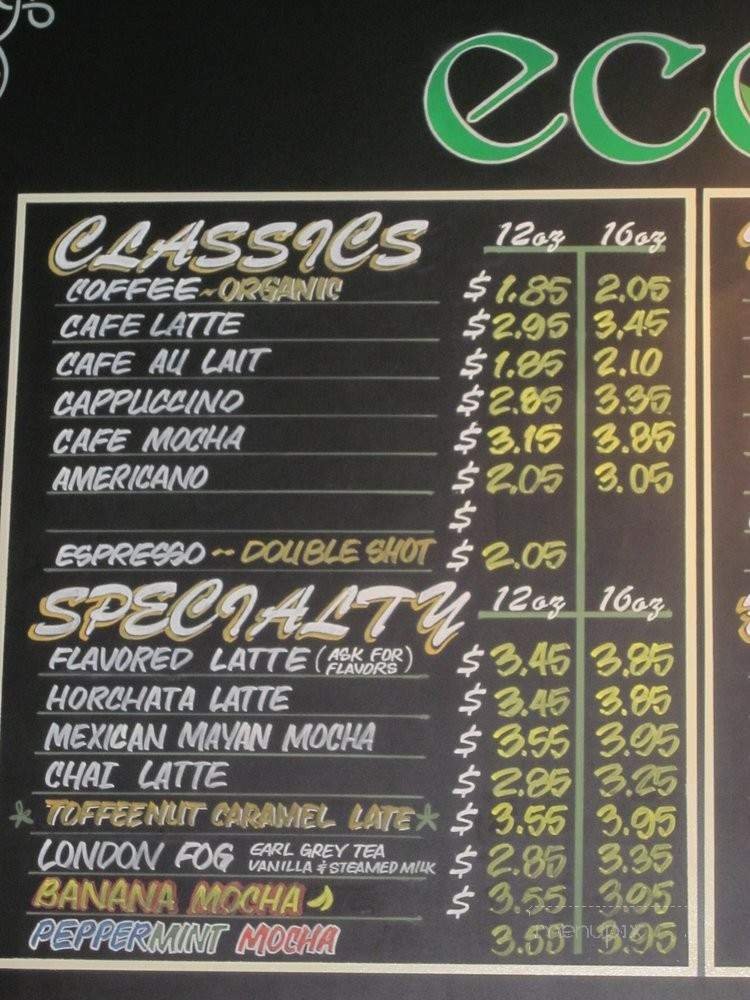 eco
CLASSICS 12oz 16oz
COFFEE ~ ORGANIC $ 1.85 2.05
CAFE LATTE $ 2.95 3.45
CAFE AU LAIT $ 1.85 2.10
CAPPUCCINO $ 2.85 3.35
CAFE MOCHA $ 3.15 3.85
AMERICANO $ 2.05 3.05
$
ESPRESSO ~ DOUBLE SHOT $ 2.05
SPECIALTY 12oz 16oz
FLAVORED LATTE (ASK FOR FLAVORS) $ 3.45 3.85
HORCHATA LATTE $ 3.45 3.85
MEXICAN MAYAN MOCHA $ 3.55 3.95
CHAI LATTE $ 2.85 3.25
TOFFEENUT CARAMEL LATE $ 3.55 3.95
LONDON FOG EARL GREY TEA VANILLA & STEAMED MILK $ 2.85 3.35
BANANA MOCHA $ 3.55 3.95
PEPPERMINT MOCHA 3.55 3.95
menupix